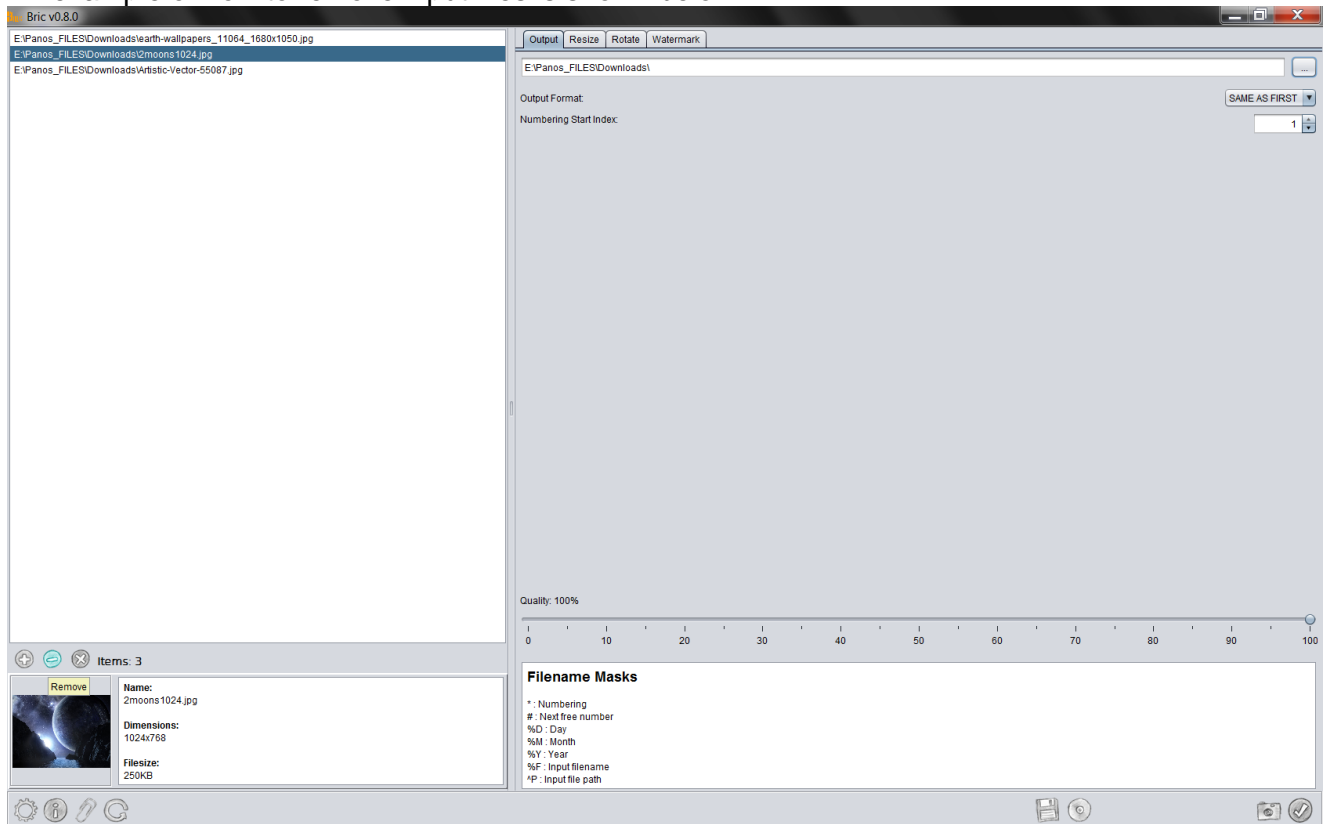 Bric v0.8.0
E:\Panos_FILES\Downloads\earth-wallpapers_11064_1680x1050.jpg
E:\Panos_FILES\Downloads\2moons1024.jpg
E:\Panos_FILES\Downloads\Artistic-Vector-55087.jpg
Items: 3
Remove
Name:
2moons1024.jpg
Dimensions:
1024x768
Filesize:
250KB
Output Resize Rotate Watermark
E:\Panos_FILES\Downloads\
...
Output Format:
SAME AS FIRST
Numbering Start Index:
1
Quality: 100%
0 10 20 30 40 50 60 70 80 90 100
Filename Masks
* : Numbering
# : Next free number
%D : Day
%M : Month
%Y : Year
%F : Input filename
^P : Input file path